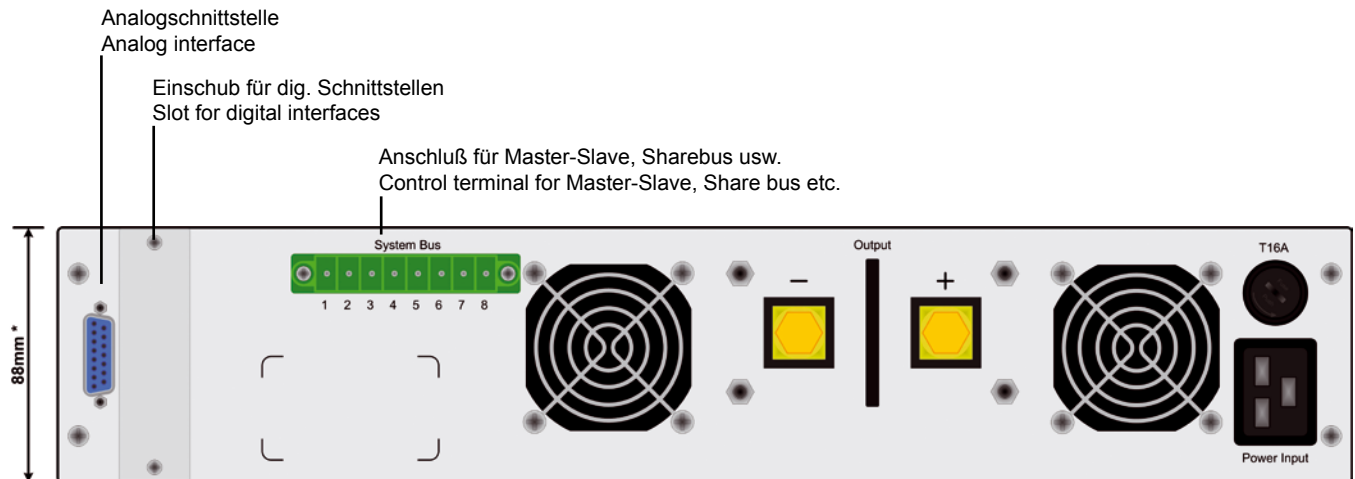 Analogschnittstelle
Analog interface
Einschub für dig. Schnittstellen
Slot for digital interfaces
Anschluß für Master-Slave, Sharebus usw.
Control terminal for Master-Slave, Share bus etc.
System Bus
Output
T16A
− +
1 2 3 4 5 6 7 8
88mm*
Power Input